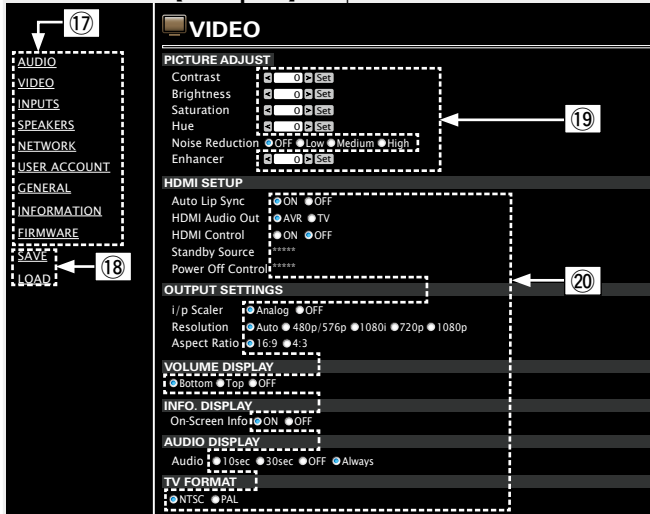 ⑰
AUDIO
VIDEO
INPUTS
SPEAKERS
NETWORK
USER ACCOUNT
GENERAL
INFORMATION
FIRMWARE
SAVE
LOAD
⑱
VIDEO
PICTURE ADJUST
Contrast < 0 > Set
Brightness < 0 > Set
Saturation < 0 > Set
Hue < 0 > Set
⑲
Noise Reduction OFF Low Medium High
Enhancer < 0 > Set
HDMI SETUP
Auto Lip Sync ON OFF
HDMI Audio Out AVR TV
HDMI Control ON OFF
Standby Source *****
Power Off Control *****
⑳
OUTPUT SETTINGS
i/p Scaler Analog OFF
Resolution Auto 480p/576p 1080i 720p 1080p
Aspect Ratio 16:9 4:3
VOLUME DISPLAY
Bottom Top OFF
INFO. DISPLAY
On-Screen Info ON OFF
AUDIO DISPLAY
Audio 10sec 30sec OFF Always
TV FORMAT
NTSC PAL